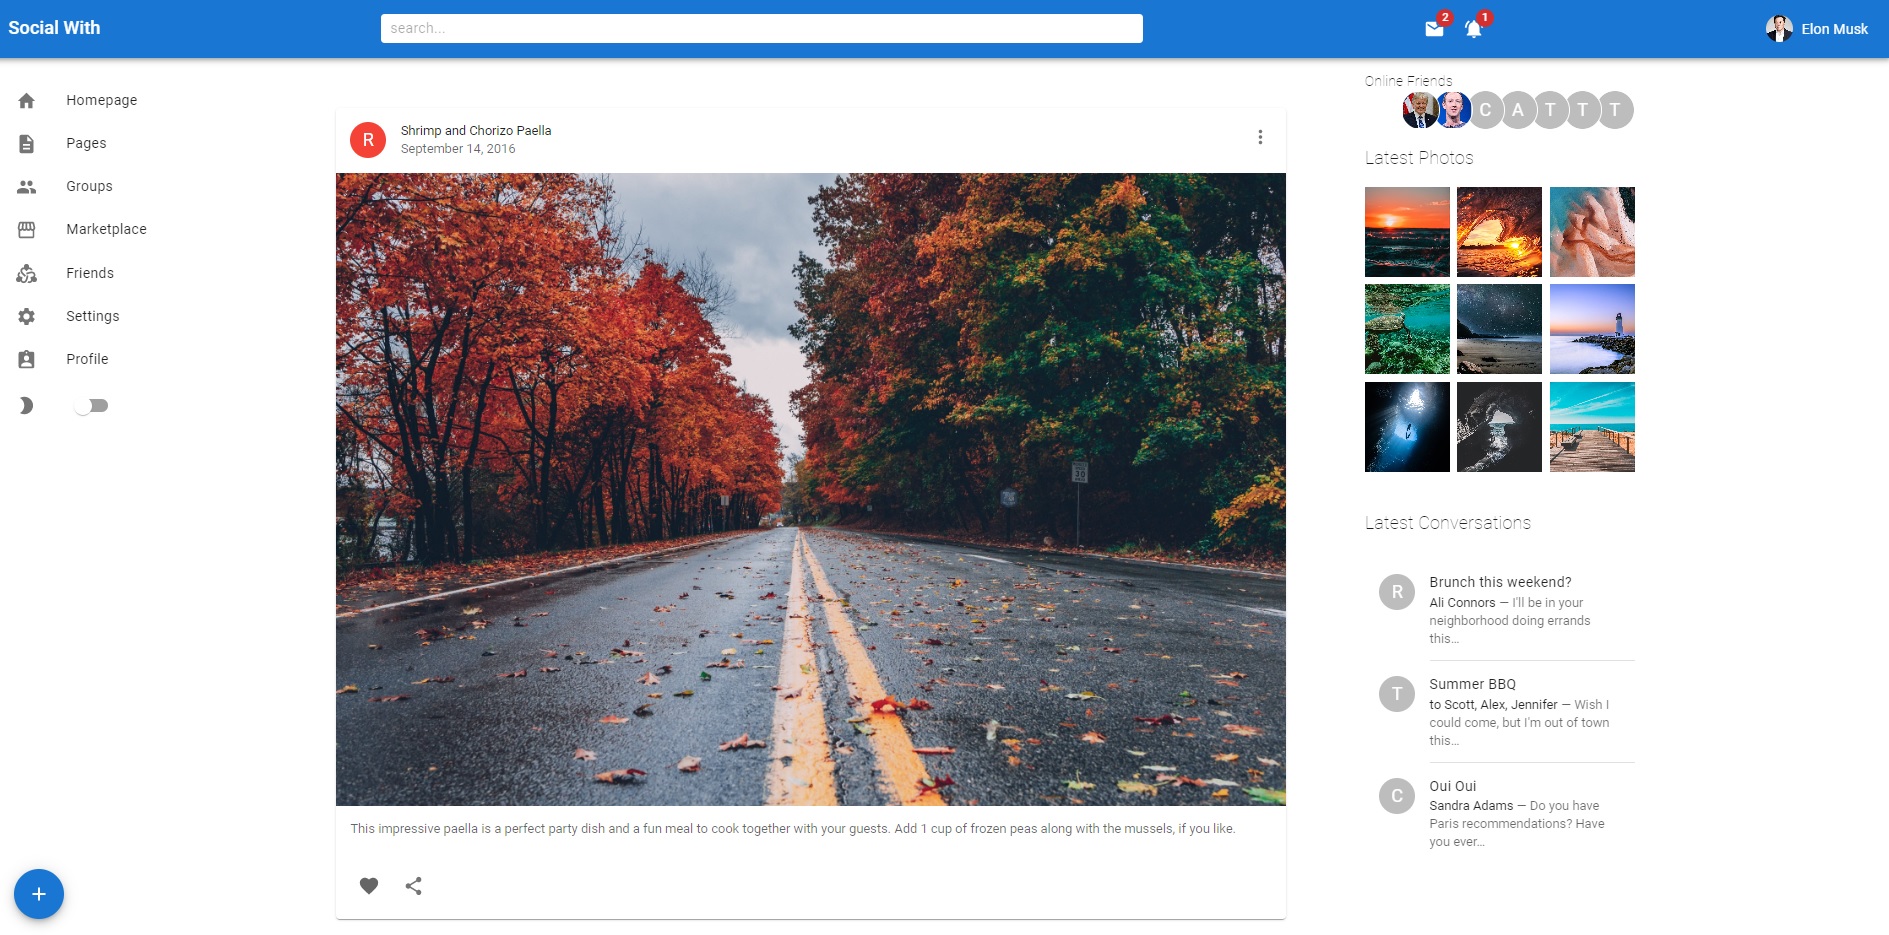 Social With
search...
2
1
Elon Musk
Homepage
Pages
Groups
Marketplace
Friends
Settings
Profile
R
Shrimp and Chorizo Paella
September 14, 2016
30
This impressive paella is a perfect party dish and a fun meal to cook together with your guests. Add 1 cup of frozen peas along with the mussels, if you like.
Online Friends
C A T T T
Latest Photos
Latest Conversations
R
Brunch this weekend?
Ali Connors — I'll be in your
neighborhood doing errands
this...
T
Summer BBQ
to Scott, Alex, Jennifer — Wish I
could come, but I'm out of town
this...
C
Oui Oui
Sandra Adams — Do you have
Paris recommendations? Have
you ever...